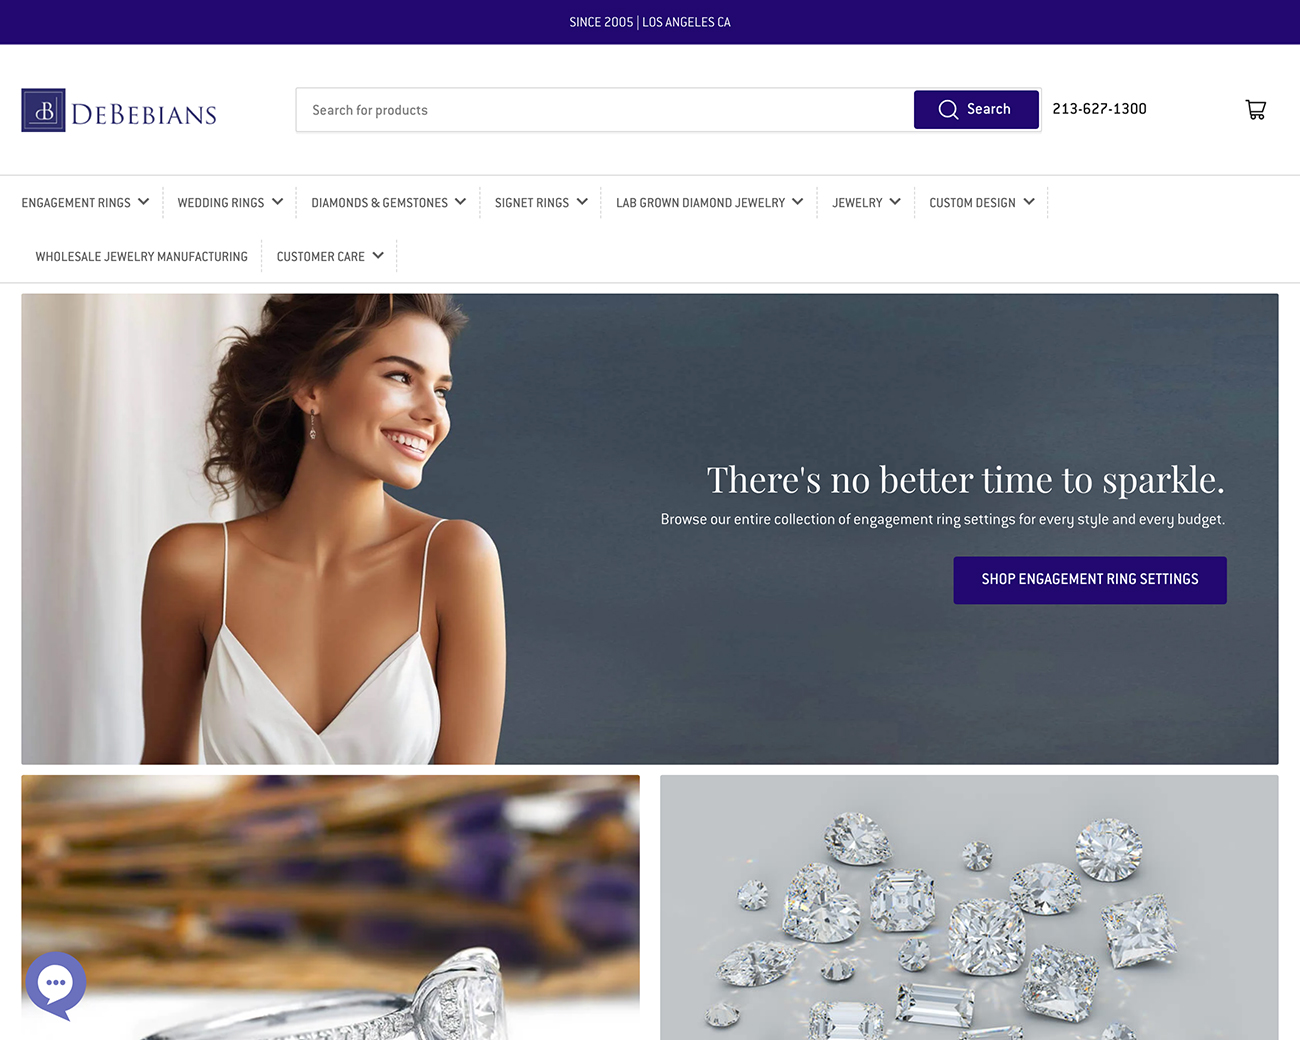 SINCE 2005 | LOS ANGELES CA
dB DEBEBIANS
Search for products
Search
213-627-1300
ENGAGEMENT RINGS
WEDDING RINGS
DIAMONDS & GEMSTONES
SIGNET RINGS
LAB GROWN DIAMOND JEWELRY
JEWELRY
CUSTOM DESIGN
WHOLESALE JEWELRY MANUFACTURING
CUSTOMER CARE
There's no better time to sparkle.
Browse our entire collection of engagement ring settings for every style and every budget.
SHOP ENGAGEMENT RING SETTINGS